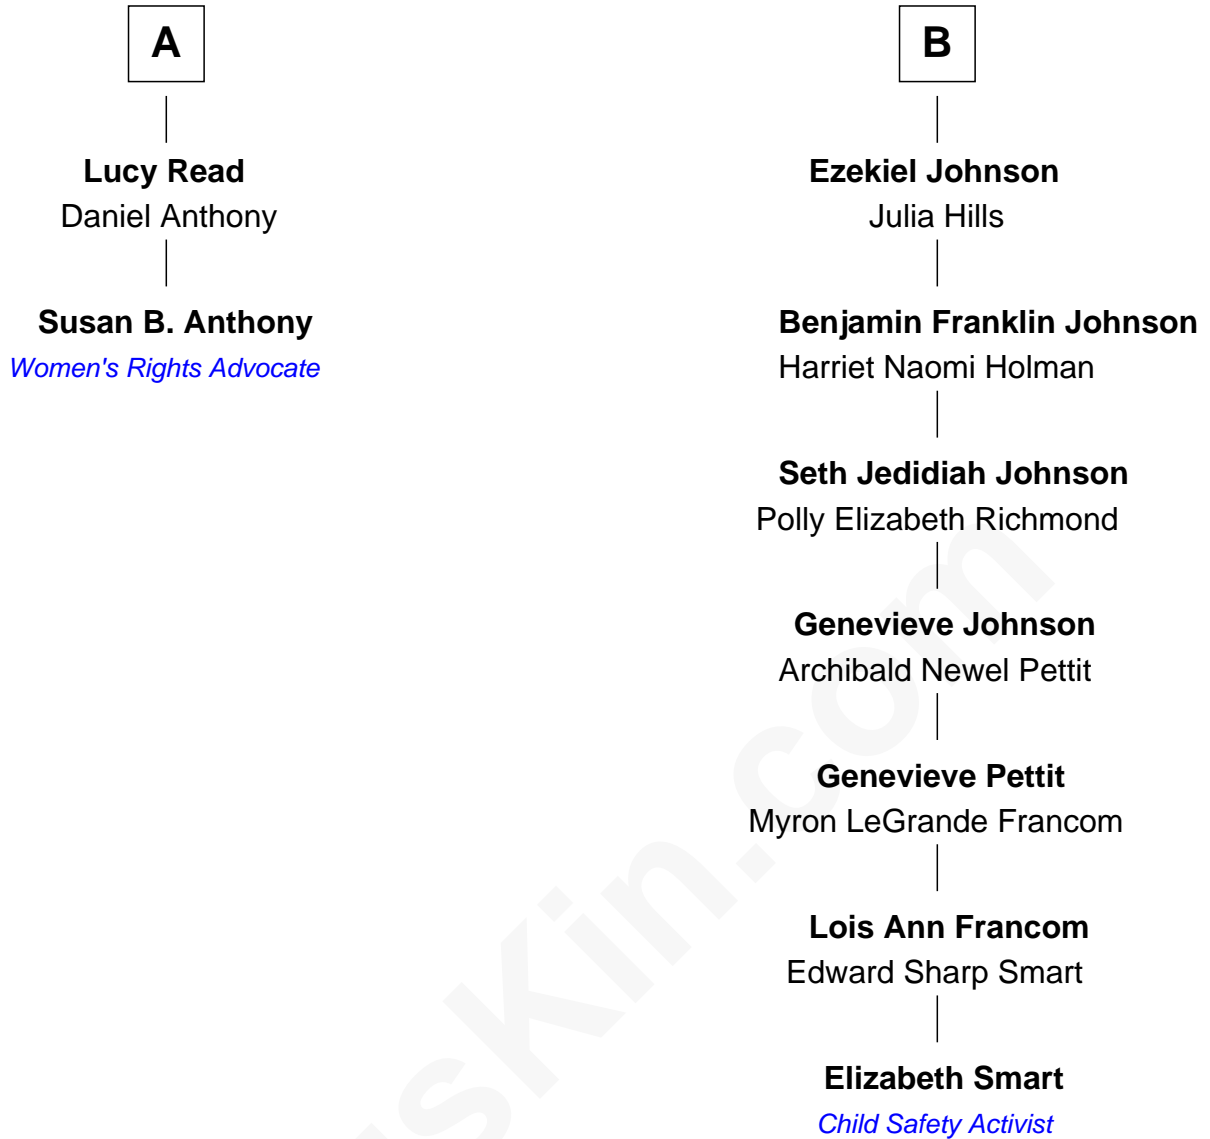 A
Lucy Read
Daniel Anthony
Susan B. Anthony
Women's Rights Advocate
B
Ezekiel Johnson
Julia Hills
Benjamin Franklin Johnson
Harriet Naomi Holman
Seth Jedidiah Johnson
Polly Elizabeth Richmond
Genevieve Johnson
Archibald Newel Pettit
Genevieve Pettit
Myron LeGrande Francom
Lois Ann Francom
Edward Sharp Smart
Elizabeth Smart
Child Safety Activist
sKin.com